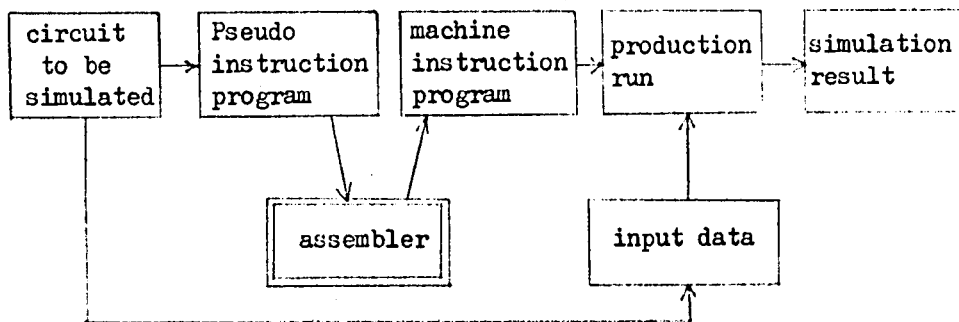 circuit
to be
simulated
Pseudo
instruction
program
machine
instruction
program
production
run
simulation
result
assembler
input data